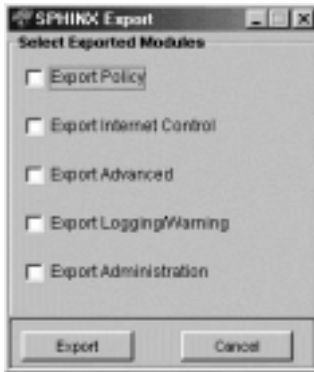 SPHINX Export
Select Exported Modules
Export Policy
Export Internet Control
Export Advanced
Export Logging/Warning
Export Administration
Export
Cancel